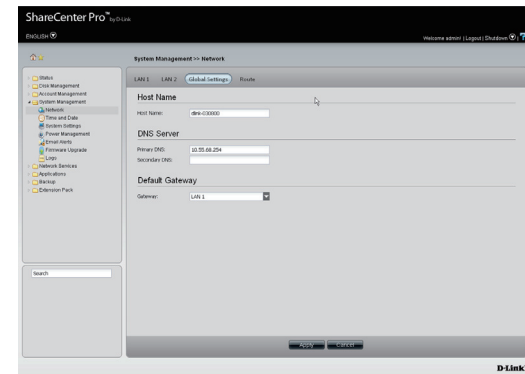 ShareCenter Pro™ by D-Link
ENGLISH
Welcome admin! | Logout | Shutdown | ?
System Management >> Network
Status
Disk Management
Account Management
System Management
Network
Time and Date
System Settings
Power Management
Email Alerts
Firmware Upgrade
Logs
Network Services
Applications
Backup
Extension Pack
Search
LAN 1 LAN 2 Global Settings Route
Host Name
Host Name: dlink-030000
DNS Server
Primary DNS: 10.55.68.254
Secondary DNS:
Default Gateway
Gateway: LAN 1
Apply Cancel
D-Link